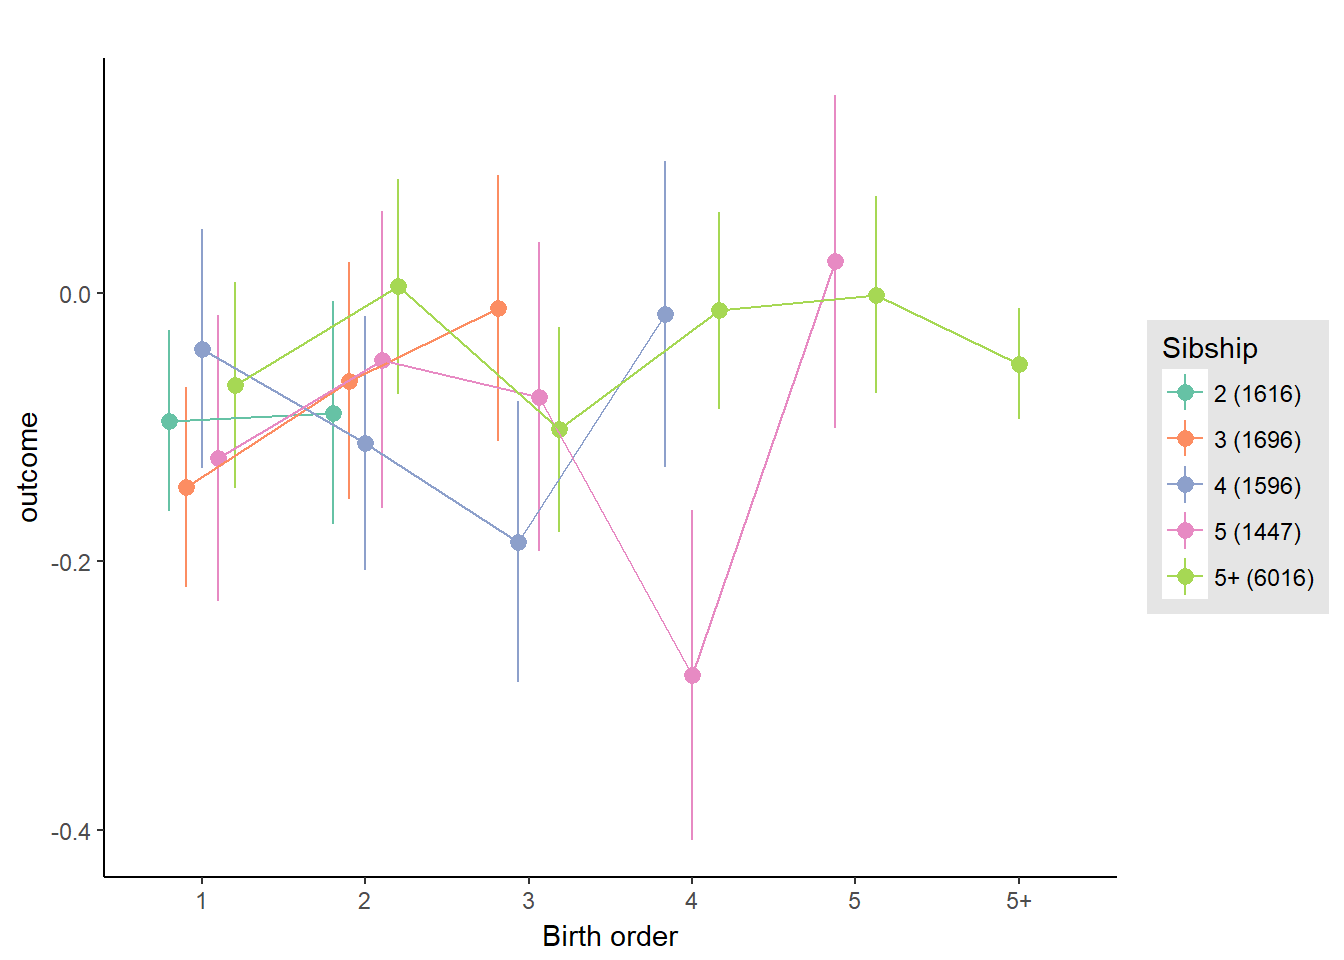 0.0
-0.2
-0.4
outcome
1 2 3 4 5 5+
Birth order
Sibship
2 (1616)
3 (1696)
4 (1596)
5 (1447)
5+ (6016)